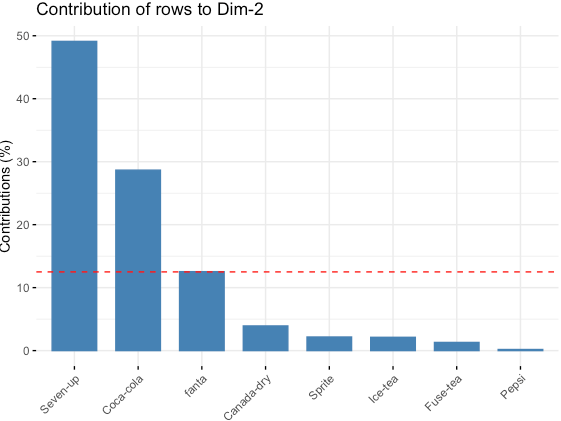 Contribution of rows to Dim-2
Contributions (%)
50
40
30
20
10
0
Seven-up
Coca-cola
fanta
Canada-dry
Sprite
Ice-tea
Fuse-tea
Pepsi